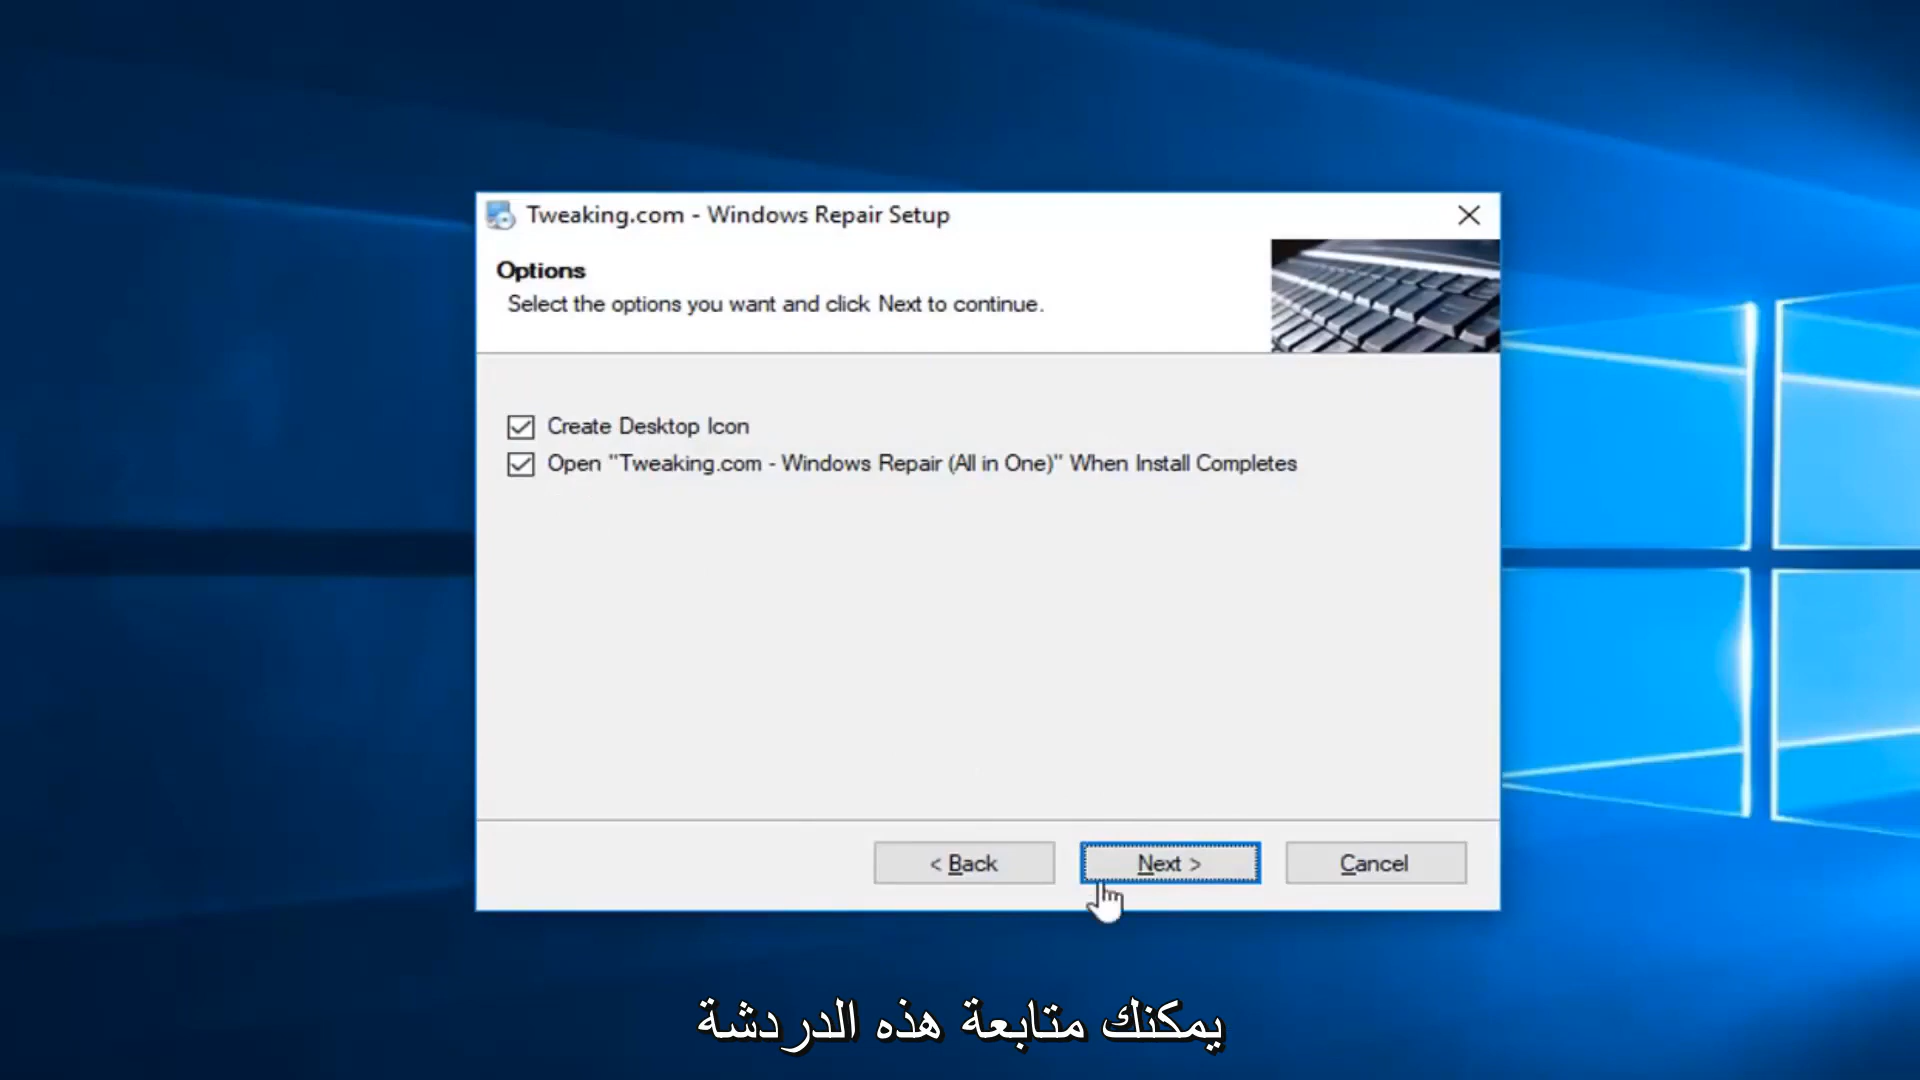 Tweaking.com - Windows Repair Setup
Options
Select the options you want and click Next to continue.
Create Desktop Icon
Open "Tweaking.com - Windows Repair (All in One)" When Install Completes
< Back
Next >
Cancel
يمكنك متابعة هذه الدردشة